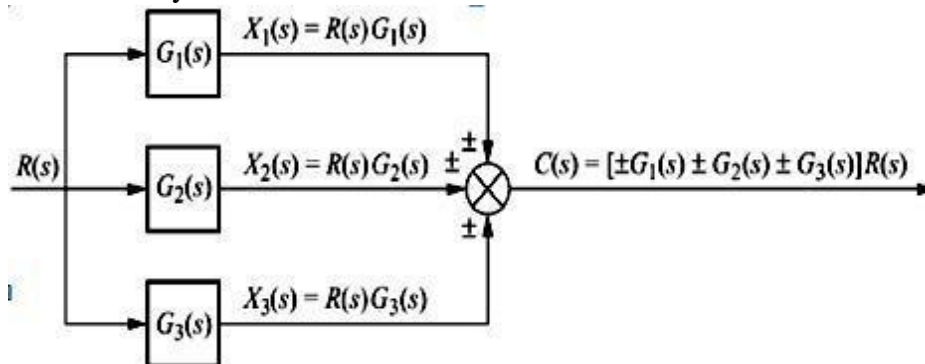 X₁(s) = R(s)G₁(s)
G₁(s)
±
R(s)
G₂(s)
X₂(s) = R(s)G₂(s)
±
C(s) = [±G₁(s) ± G₂(s) ± G₃(s)]R(s)
±
G₃(s)
X₃(s) = R(s)G₃(s)